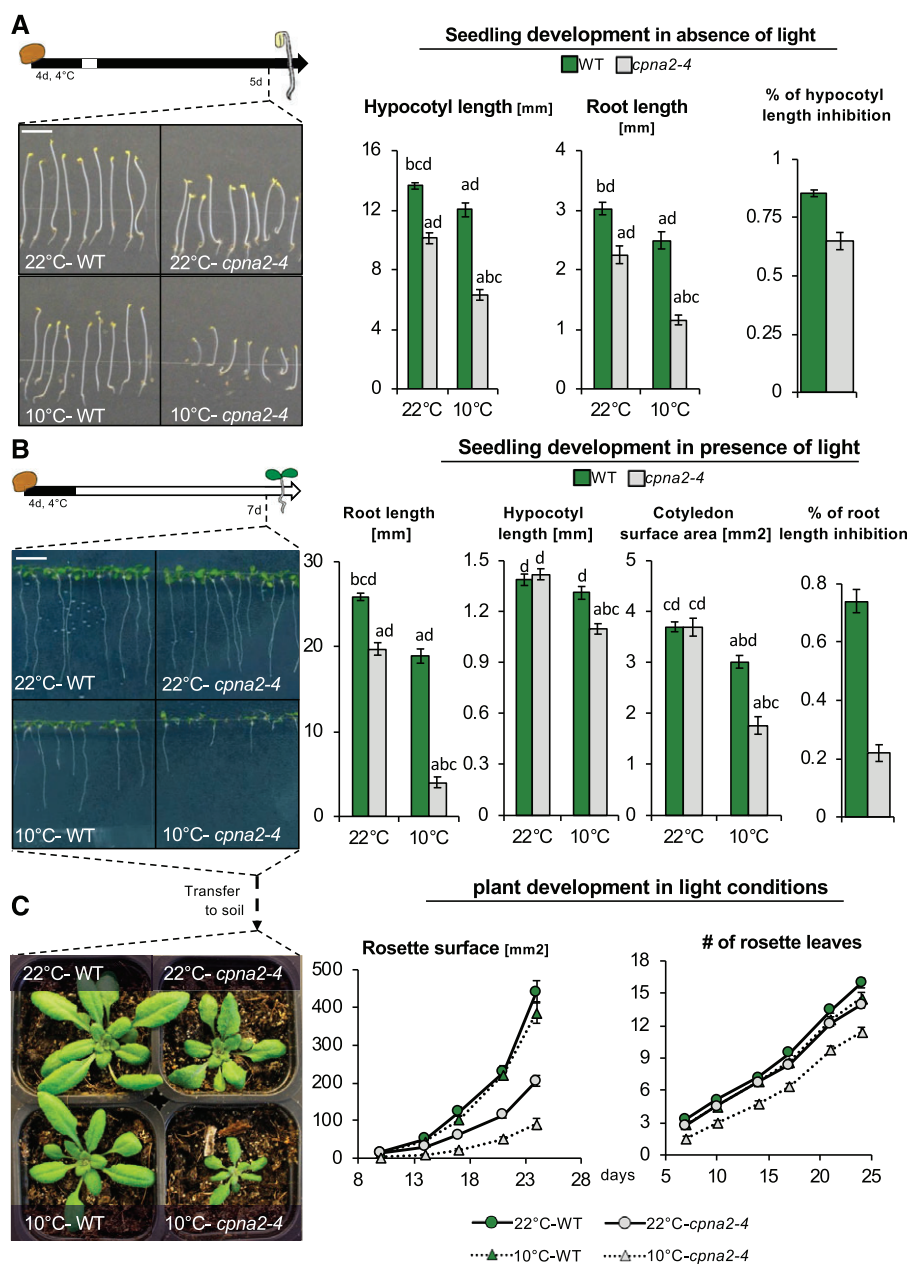 A
4d, 4°C
5d
22°C- WT
22°C- cpna2-4
10°C- WT
10°C- cpna2-4
Seedling development in absence of light
WT cpna2-4
Hypocotyl length [mm]
16
12
8
4
0
bcd
ad
ad
abc
22°C 10°C
Root length
[mm]
4
3
2
1
0
bd
ad
ad
abc
22°C 10°C
% of hypocotyl
length inhibition
1
0.75
0.5
0.25
0
B
4d, 4°C
7d
22°C- WT
22°C- cpna2-4
10°C- WT
10°C- cpna2-4
Seedling development in presence of light
WT cpna2-4
Root length
[mm]
30
20
10
0
bcd
ad
ad
abc
22°C 10°C
Hypocotyl
length [mm]
1.5
1.2
0.9
0.6
0.3
0
d
d
d
abc
22°C 10°C
Cotyledon
surface area [mm2]
5
4
3
2
1
0
cd cd
abd
abc
22°C 10°C
% of root
length inhibition
0.8
0.6
0.4
0.2
0
Transfer
to soil
C
22°C- WT
22°C- cpna2-4
10°C- WT
10°C- cpna2-4
plant development in light conditions
Rosette surface [mm2]
500
400
300
200
100
0
8 13 18 23 28
days
# of rosette leaves
18
15
12
9
6
3
0
5 10 15 20 25
22°C-WT 22°C-cpna2-4
10°C-WT 10°C-cpna2-4